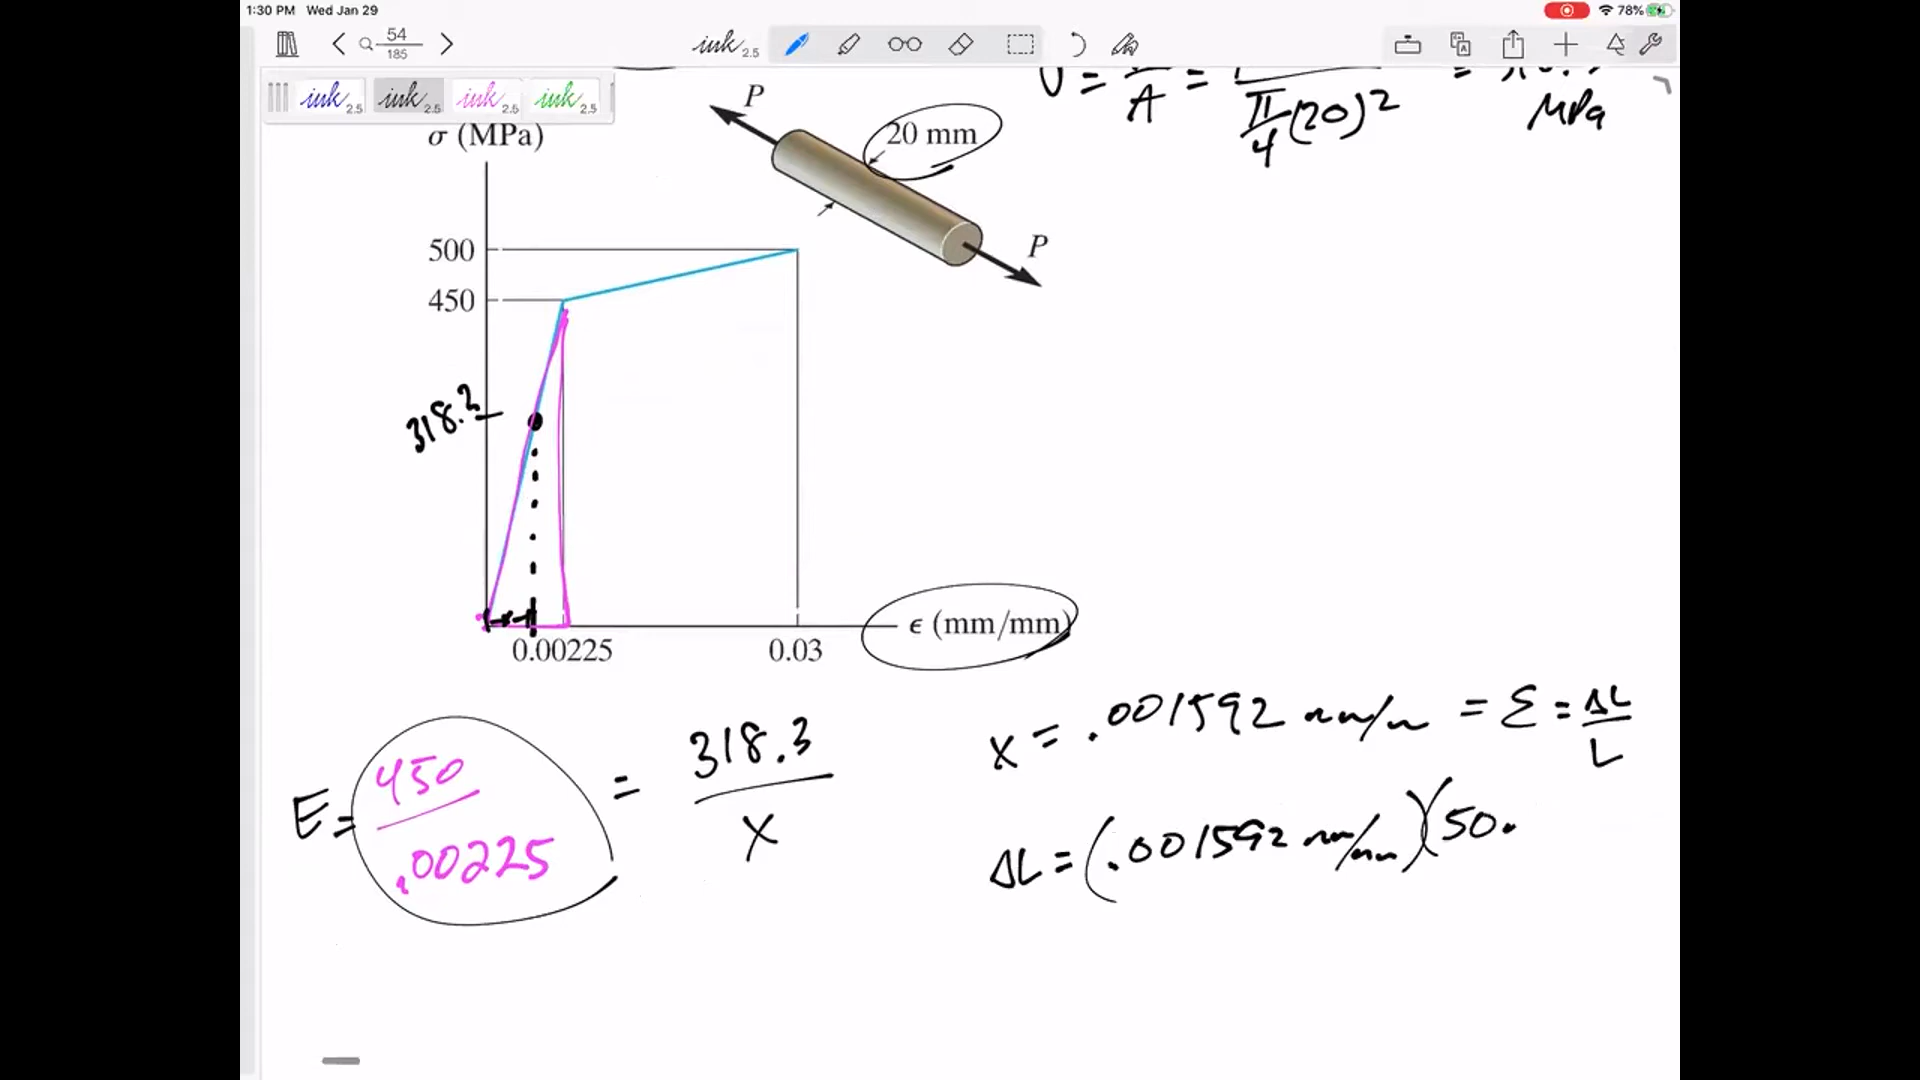 1:30 PM Wed Jan 29
78%
54
185
ink 2.5
ink 2.5 ink 2.5 ink 2.5 ink 2.5
A = π/4 (20)² MPa
σ (MPa)
P
20 mm
P
500
450
318.3
ϵ (mm/mm)
0.00225
0.03
E = 450/.00225 = 318.3/X
X = .001592 mm/m = Ɛ = ΔL/L
ΔL = (.001592 mm/mm)(50.